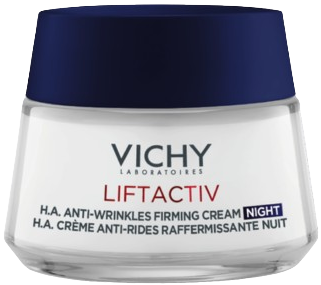 VICHY
LABORATOIRES
LIFTACTIV
H.A. ANTI-WRINKLES FIRMING CREAM NIGHT
H.A. CRÈME ANTI-RIDES RAFFERMISSANTE NUIT